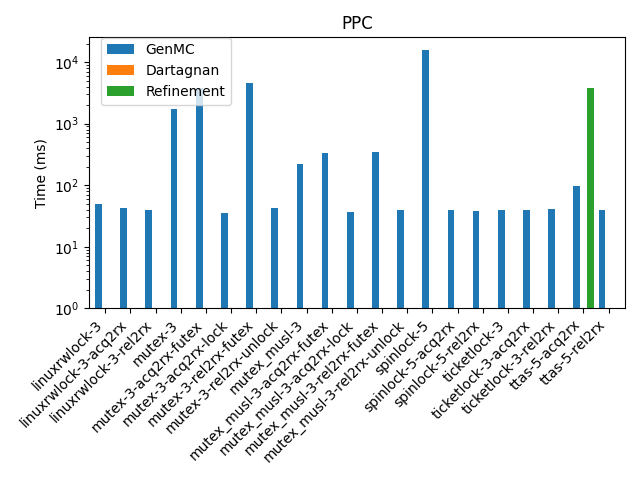 PPC
GenMC
Dartagnan
Refinement
Time (ms)
10⁴
10³
10²
10¹
10⁰
linuxrwlock-3
linuxrwlock-3-acq2rx
linuxrwlock-3-rel2rx
mutex-3
mutex-3-acq2rx-futex
mutex-3-acq2rx-lock
mutex-3-rel2rx-futex
mutex-3-rel2rx-unlock
mutex_musl-3
mutex_musl-3-acq2rx-futex
mutex_musl-3-acq2rx-lock
mutex_musl-3-rel2rx-futex
mutex_musl-3-rel2rx-unlock
spinlock-5
spinlock-5-acq2rx
spinlock-5-rel2rx
ticketlock-3
ticketlock-3-acq2rx
ticketlock-3-rel2rx
ttas-5-acq2rx
ttas-5-rel2rx